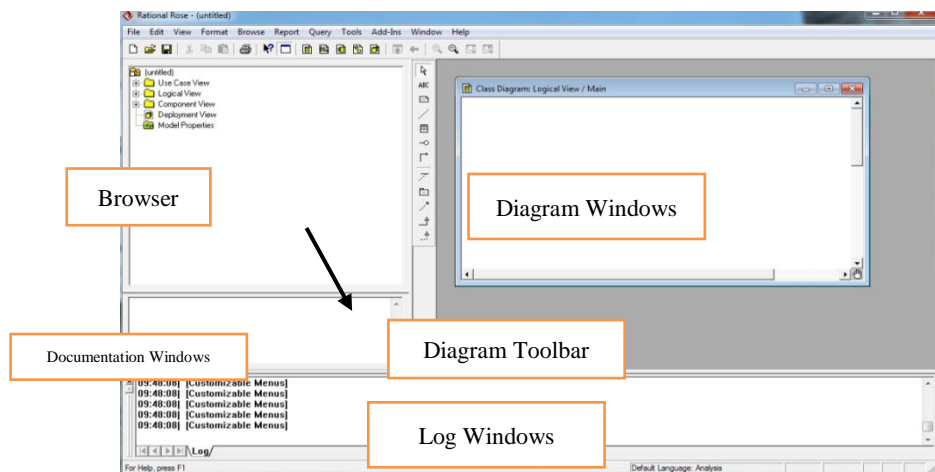 Rational Rose - (untitled)
File Edit View Format Browse Report Query Tools Add-Ins Window Help
(untitled)
Use Case View
Logical View
Component View
Deployment View
Model Properties
ABC
Class Diagram: Logical View / Main
Browser
Diagram Windows
Documentation Windows
Diagram Toolbar
09:48:08| [Customizable Menus]
09:48:08| [Customizable Menus]
09:48:08| [Customizable Menus]
09:48:08| [Customizable Menus]
09:48:08| [Customizable Menus]
Log Windows
Log
For Help, press F1
Default Language: Analysis